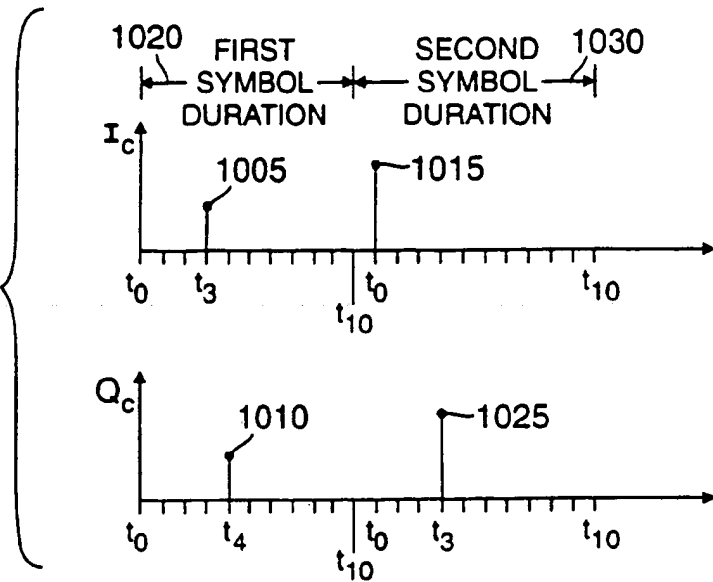 1020 FIRST SYMBOL DURATION SECOND SYMBOL DURATION 1030
Ic
1005 1015
t0 t3 t10 t0 t10
Qc
1010 1025
t0 t4 t10 t0 t3 t10